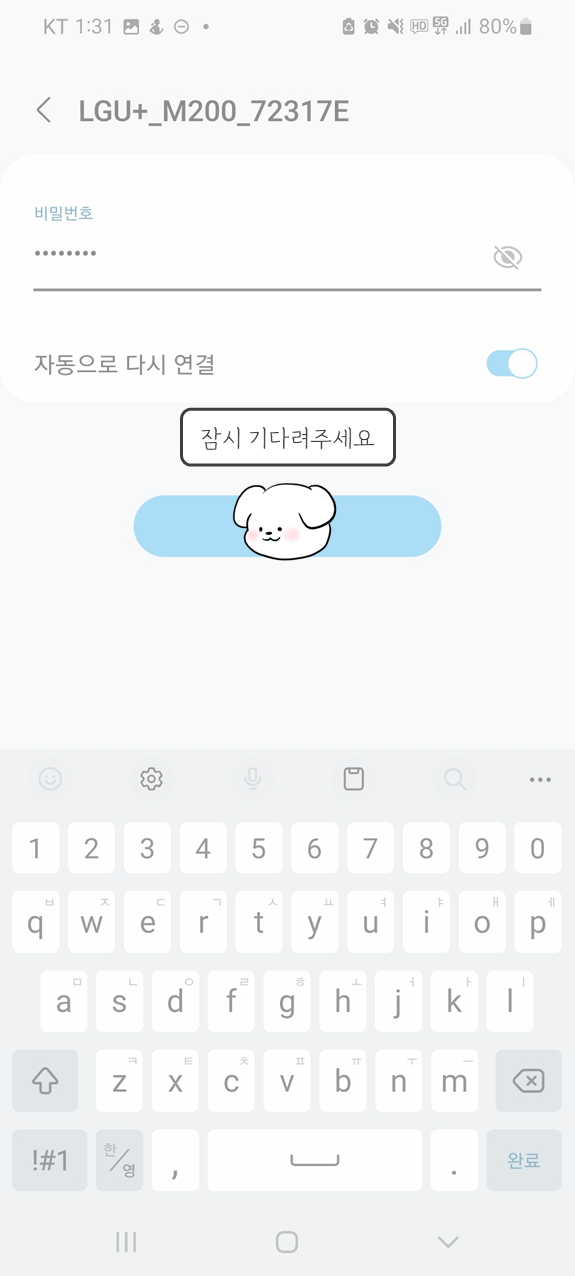 KT 1:31 HD 5G 80%
LGU+_M200_72317E
비밀번호
••••••••
자동으로 다시 연결
잠시 기다려주세요
1 2 3 4 5 6 7 8 9 0
q ㅂ w ㅈ e ㄷ r ㄱ t ㅅ y ㅛ u ㅕ i ㅑ o ㅐ p ㅔ
a ㅁ s ㄴ d ㅇ f ㄹ g ㅎ h ㅗ j ㅓ k ㅏ l ㅣ
z ㅋ x ㅌ c ㅊ v ㅍ b ㅠ n ㅜ m ㅡ
!#1 한/영 , . 완료